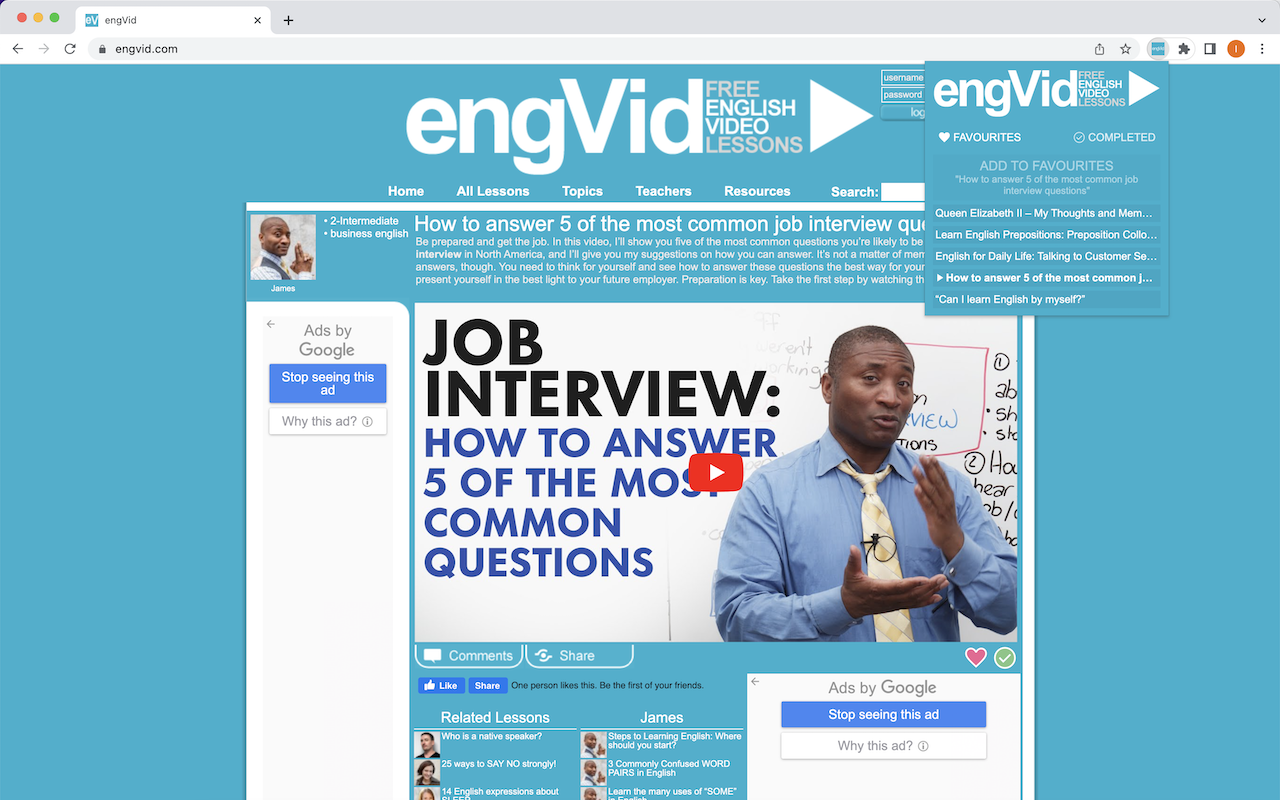 engVid
engvid.com
engVid
FREE
ENGLISH
VIDEO
LESSONS
username
password
log
Home
All Lessons
Topics
Teachers
Resources
Search:
engVid
FREE
ENGLISH
VIDEO
LESSONS
FAVOURITES
COMPLETED
ADD TO FAVOURITES
"How to answer 5 of the most common job
interview questions"
Queen Elizabeth II – My Thoughts and Mem…
Learn English Prepositions: Preposition Collo…
English for Daily Life: Talking to Customer Se…
How to answer 5 of the most common j…
"Can I learn English by myself?"
• 2-Intermediate
• business english
James
How to answer 5 of the most common job interview que
Be prepared and get the job. In this video, I'll show you five of the most common questions you're likely to be
interview in North America, and I'll give you my suggestions on how you can answer. It's not a matter of mem
answers, though. You need to think for yourself and see how to answer these questions the best way for your
present yourself in the best light to your future employer. Preparation is key. Take the first step by watching th
Ads by
Google
Stop seeing this
ad
Why this ad?
JOB
INTERVIEW:
HOW TO ANSWER
5 OF THE MOST
COMMON
QUESTIONS
weren't
working?
VIEW
tions
① 
ab
• sh
• sto
② How
hear
job/c
Comments
Share
Like
Share
One person likes this. Be the first of your friends.
Related Lessons
Who is a native speaker?
25 ways to SAY NO strongly!
14 English expressions about
SLEEP
James
Steps to Learning English: Where
should you start?
3 Commonly Confused WORD
PAIRS in English
Learn the many uses of "SOME"
in English
Ads by Google
Stop seeing this ad
Why this ad?